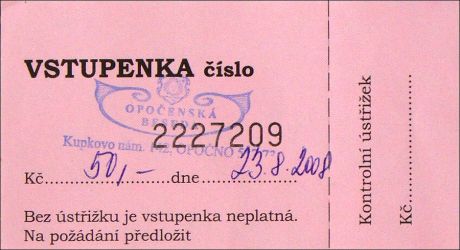 VSTUPENKA číslo
OPOČENSKÁ
BESEDA
2227209
Kupkovo nám. OPOČNO
Kč 50,- dne 23.8.2008
Bez ústřižku je vstupenka neplatná.
Na požádání předložit
Kontrolní ústřižek
Kč